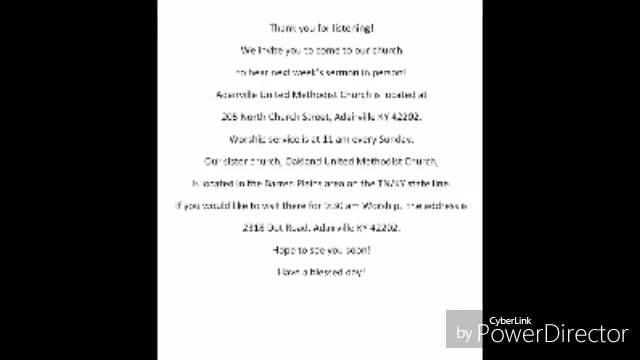 Thank you for listening!
We invite you to come to our church
to hear next week's sermon in person!
Adairville United Methodist Church is located at
205 North Church Street, Adairville KY 42202.
Worship service is at 11 am every Sunday.
Our sister church, Oakland United Methodist Church,
is located in the Barren Plains area on the TN/KY state line.
If you would like to visit there for 9:30 am Worship, the address is
2318 Dot Road, Adairville KY 42202.
Hope to see you soon!
Have a blessed day!
CyberLink
by PowerDirector